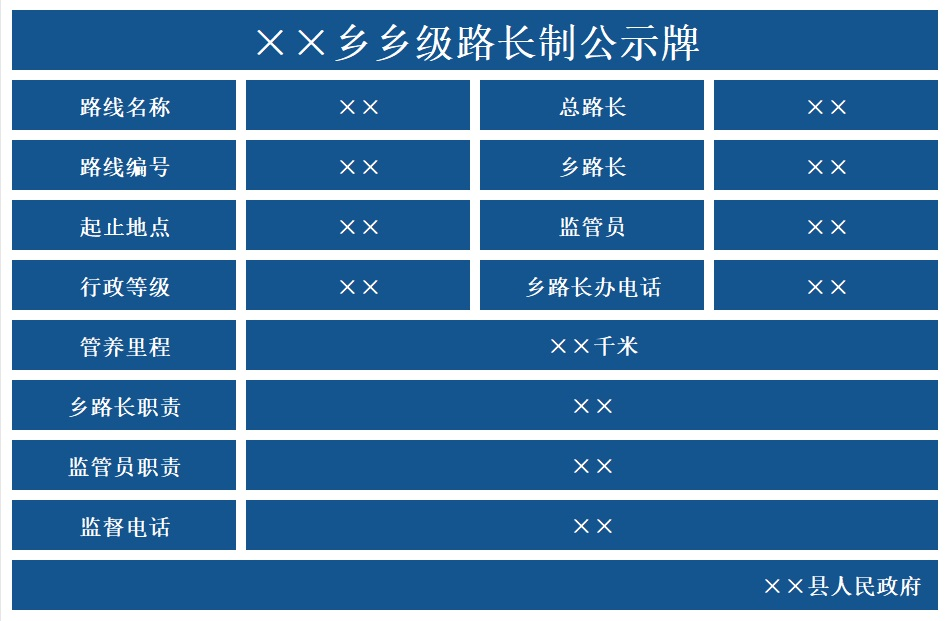 ××乡乡级路长制公示牌
路线名称 ×× 总路长 ××
路线编号 ×× 乡路长 ××
起止地点 ×× 监管员 ××
行政等级 ×× 乡路长办电话 ××
管养里程 ××千米
乡路长职责 ××
监管员职责 ××
监督电话 ××
××县人民政府